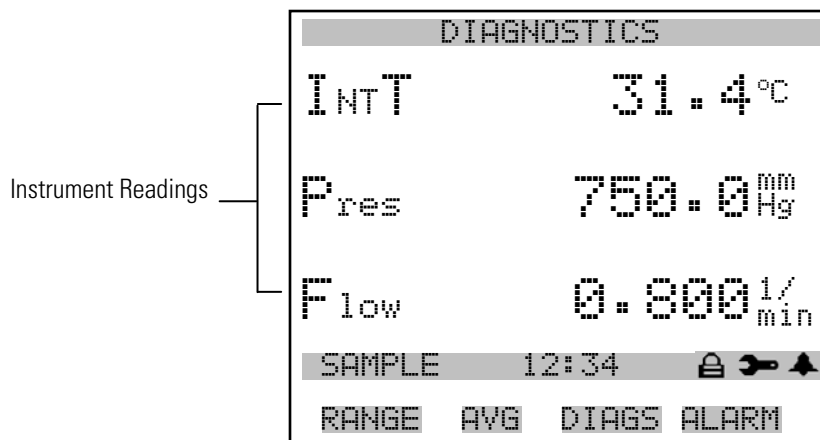 DIAGNOSTICS
INTT 31.4 °C
Instrument Readings
Pres 750.0 mm Hg
Flow 0.800 l/min
SAMPLE 12:34
RANGE AVG DIAGS ALARM